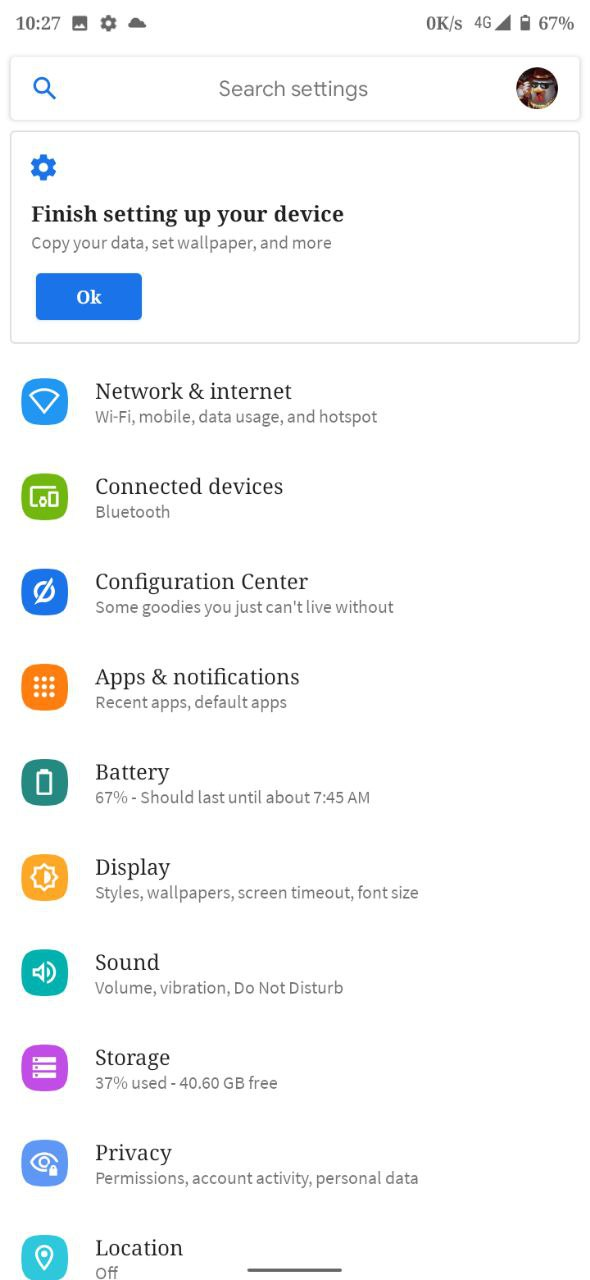 10:27 0K/s 4G 67%
Search settings
Finish setting up your device
Copy your data, set wallpaper, and more
Ok
Network & internet
Wi-Fi, mobile, data usage, and hotspot
Connected devices
Bluetooth
Configuration Center
Some goodies you just can't live without
Apps & notifications
Recent apps, default apps
Battery
67% - Should last until about 7:45 AM
Display
Styles, wallpapers, screen timeout, font size
Sound
Volume, vibration, Do Not Disturb
Storage
37% used - 40.60 GB free
Privacy
Permissions, account activity, personal data
Location
Off